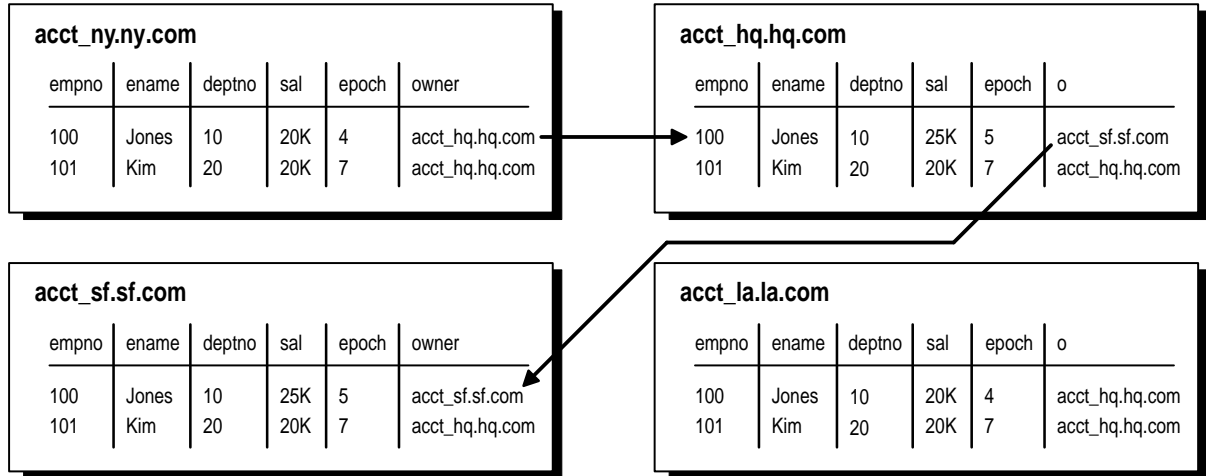 acct_ny.ny.com
empno ename deptno sal epoch owner
100 Jones 10 20K 4 acct_hq.hq.com
101 Kim 20 20K 7 acct_hq.hq.com
acct_hq.hq.com
empno ename deptno sal epoch o
100 Jones 10 25K 5 acct_sf.sf.com
101 Kim 20 20K 7 acct_hq.hq.com
acct_sf.sf.com
empno ename deptno sal epoch owner
100 Jones 10 25K 5 acct_sf.sf.com
101 Kim 20 20K 7 acct_hq.hq.com
acct_la.la.com
empno ename deptno sal epoch o
100 Jones 10 20K 4 acct_hq.hq.com
101 Kim 20 20K 7 acct_hq.hq.com